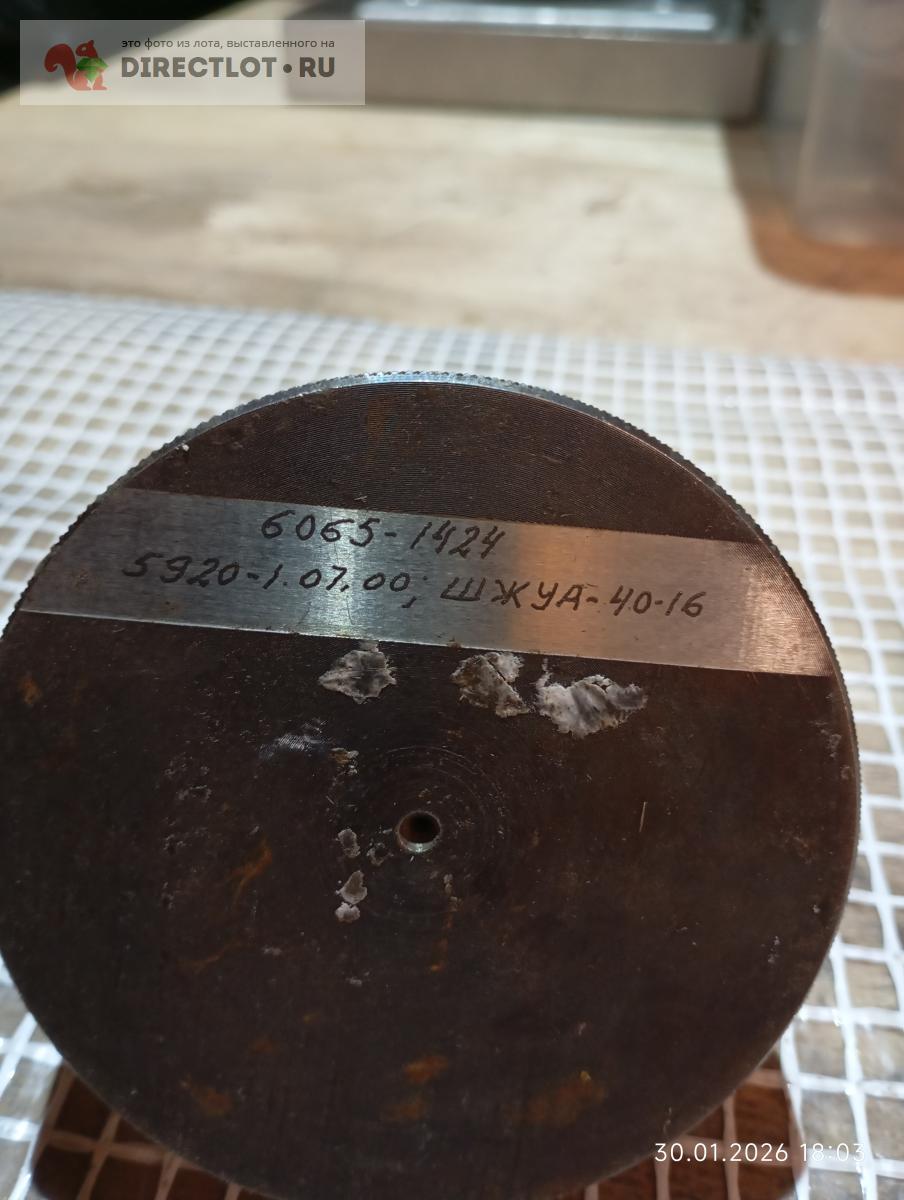 это фото из лота, выставленного на
DIRECTLOT•RU
6065-1424
5920-1.07.00; ШЖУА-40-16
30.01.2026 18:03